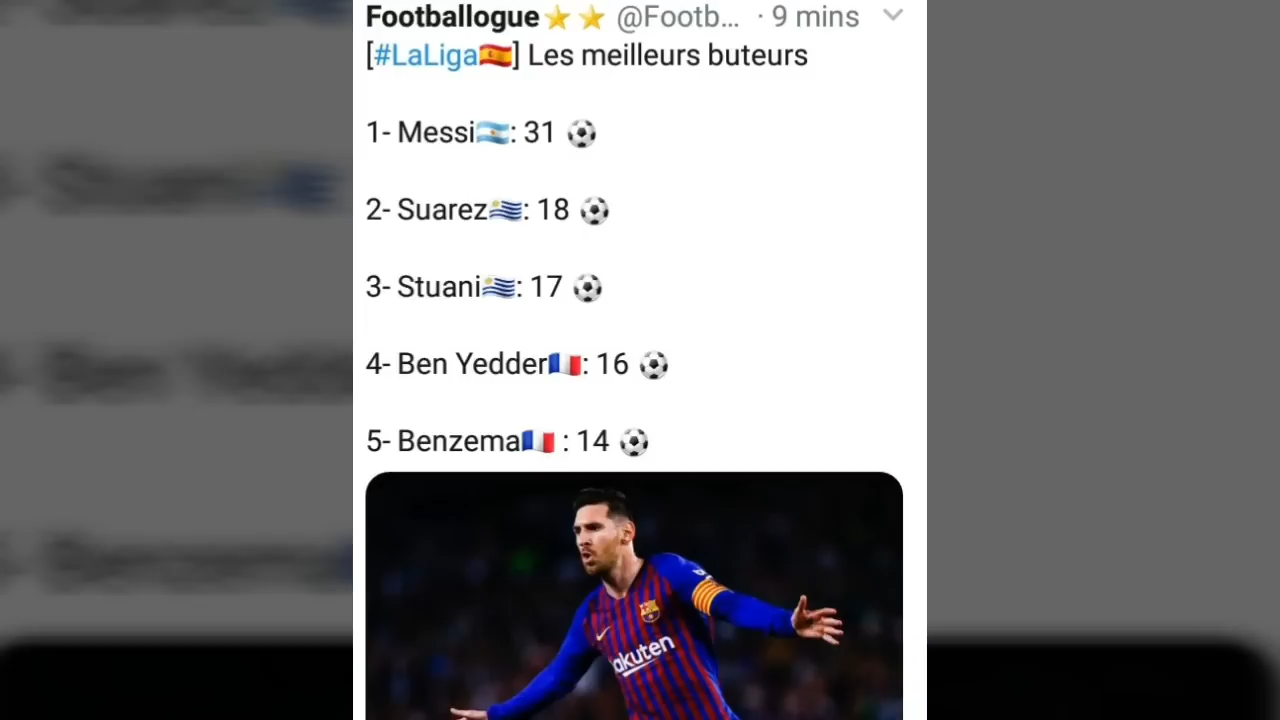 Footballogue⭐⭐ @Footb... · 9 mins
[#LaLiga🇪🇸] Les meilleurs buteurs
1- Messi🇦🇷: 31 ⚽
2- Suarez🇺🇾: 18 ⚽
3- Stuani🇺🇾: 17 ⚽
4- Ben Yedder🇫🇷: 16 ⚽
5- Benzema🇫🇷 : 14 ⚽
akuten